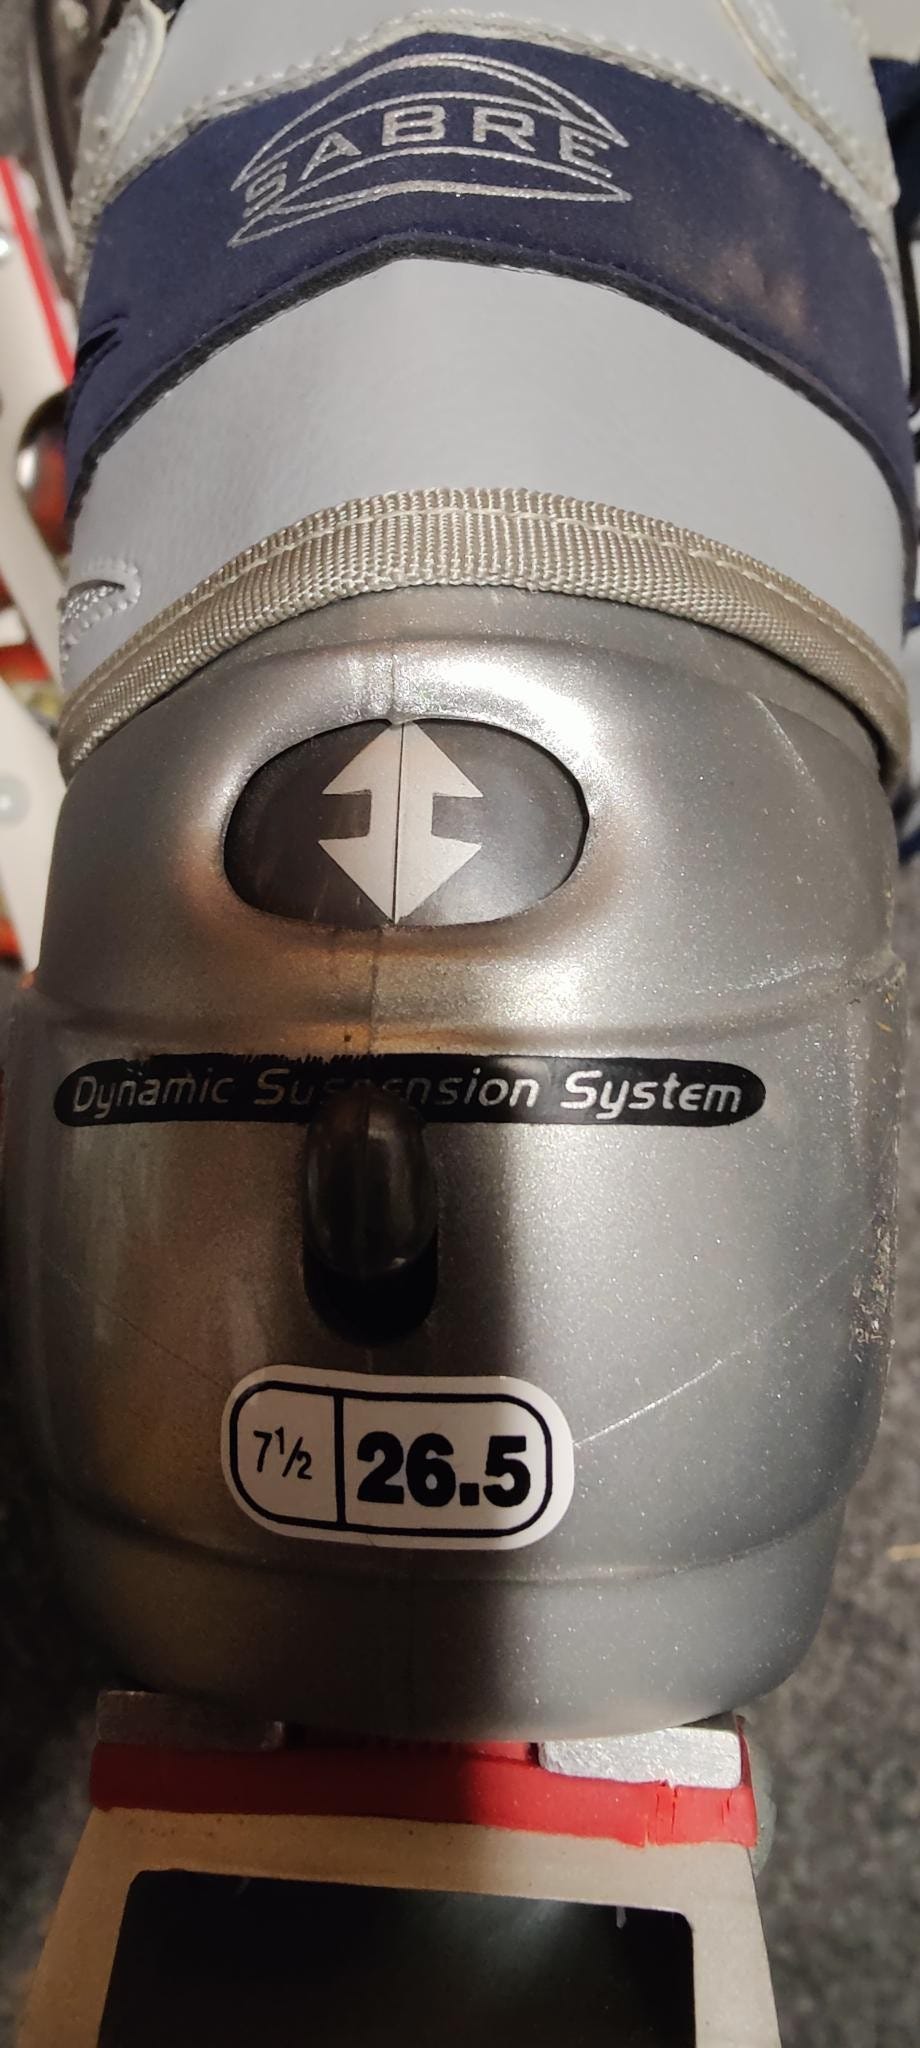 SABRE
Dynamic Suspension System
7½ 26.5